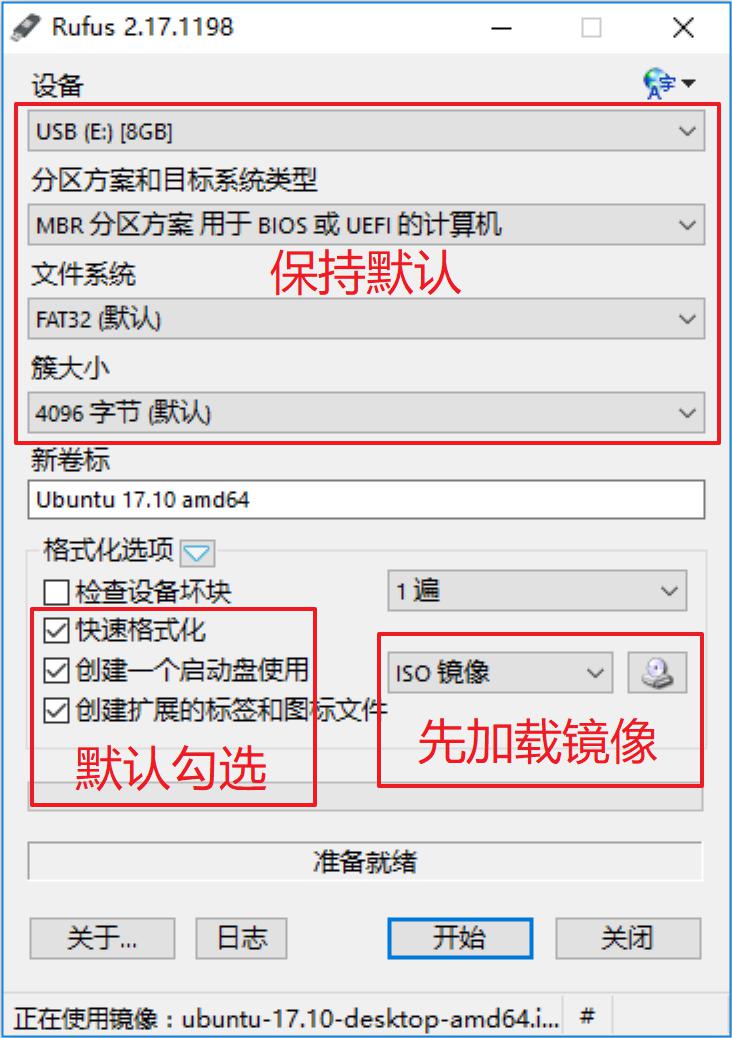 Rufus 2.17.1198
设备
USB (E:) [8GB]
分区方案和目标系统类型
MBR 分区方案 用于 BIOS 或 UEFI 的计算机
文件系统
保持默认
FAT32 (默认)
簇大小
4096 字节 (默认)
新卷标
Ubuntu 17.10 amd64
格式化选项
检查设备坏块
1 遍
快速格式化
创建一个启动盘使用
ISO 镜像
创建扩展的标签和图标文件
默认勾选
先加载镜像
准备就绪
关于...
日志
开始
关闭
正在使用镜像：ubuntu-17.10-desktop-amd64.i...
#